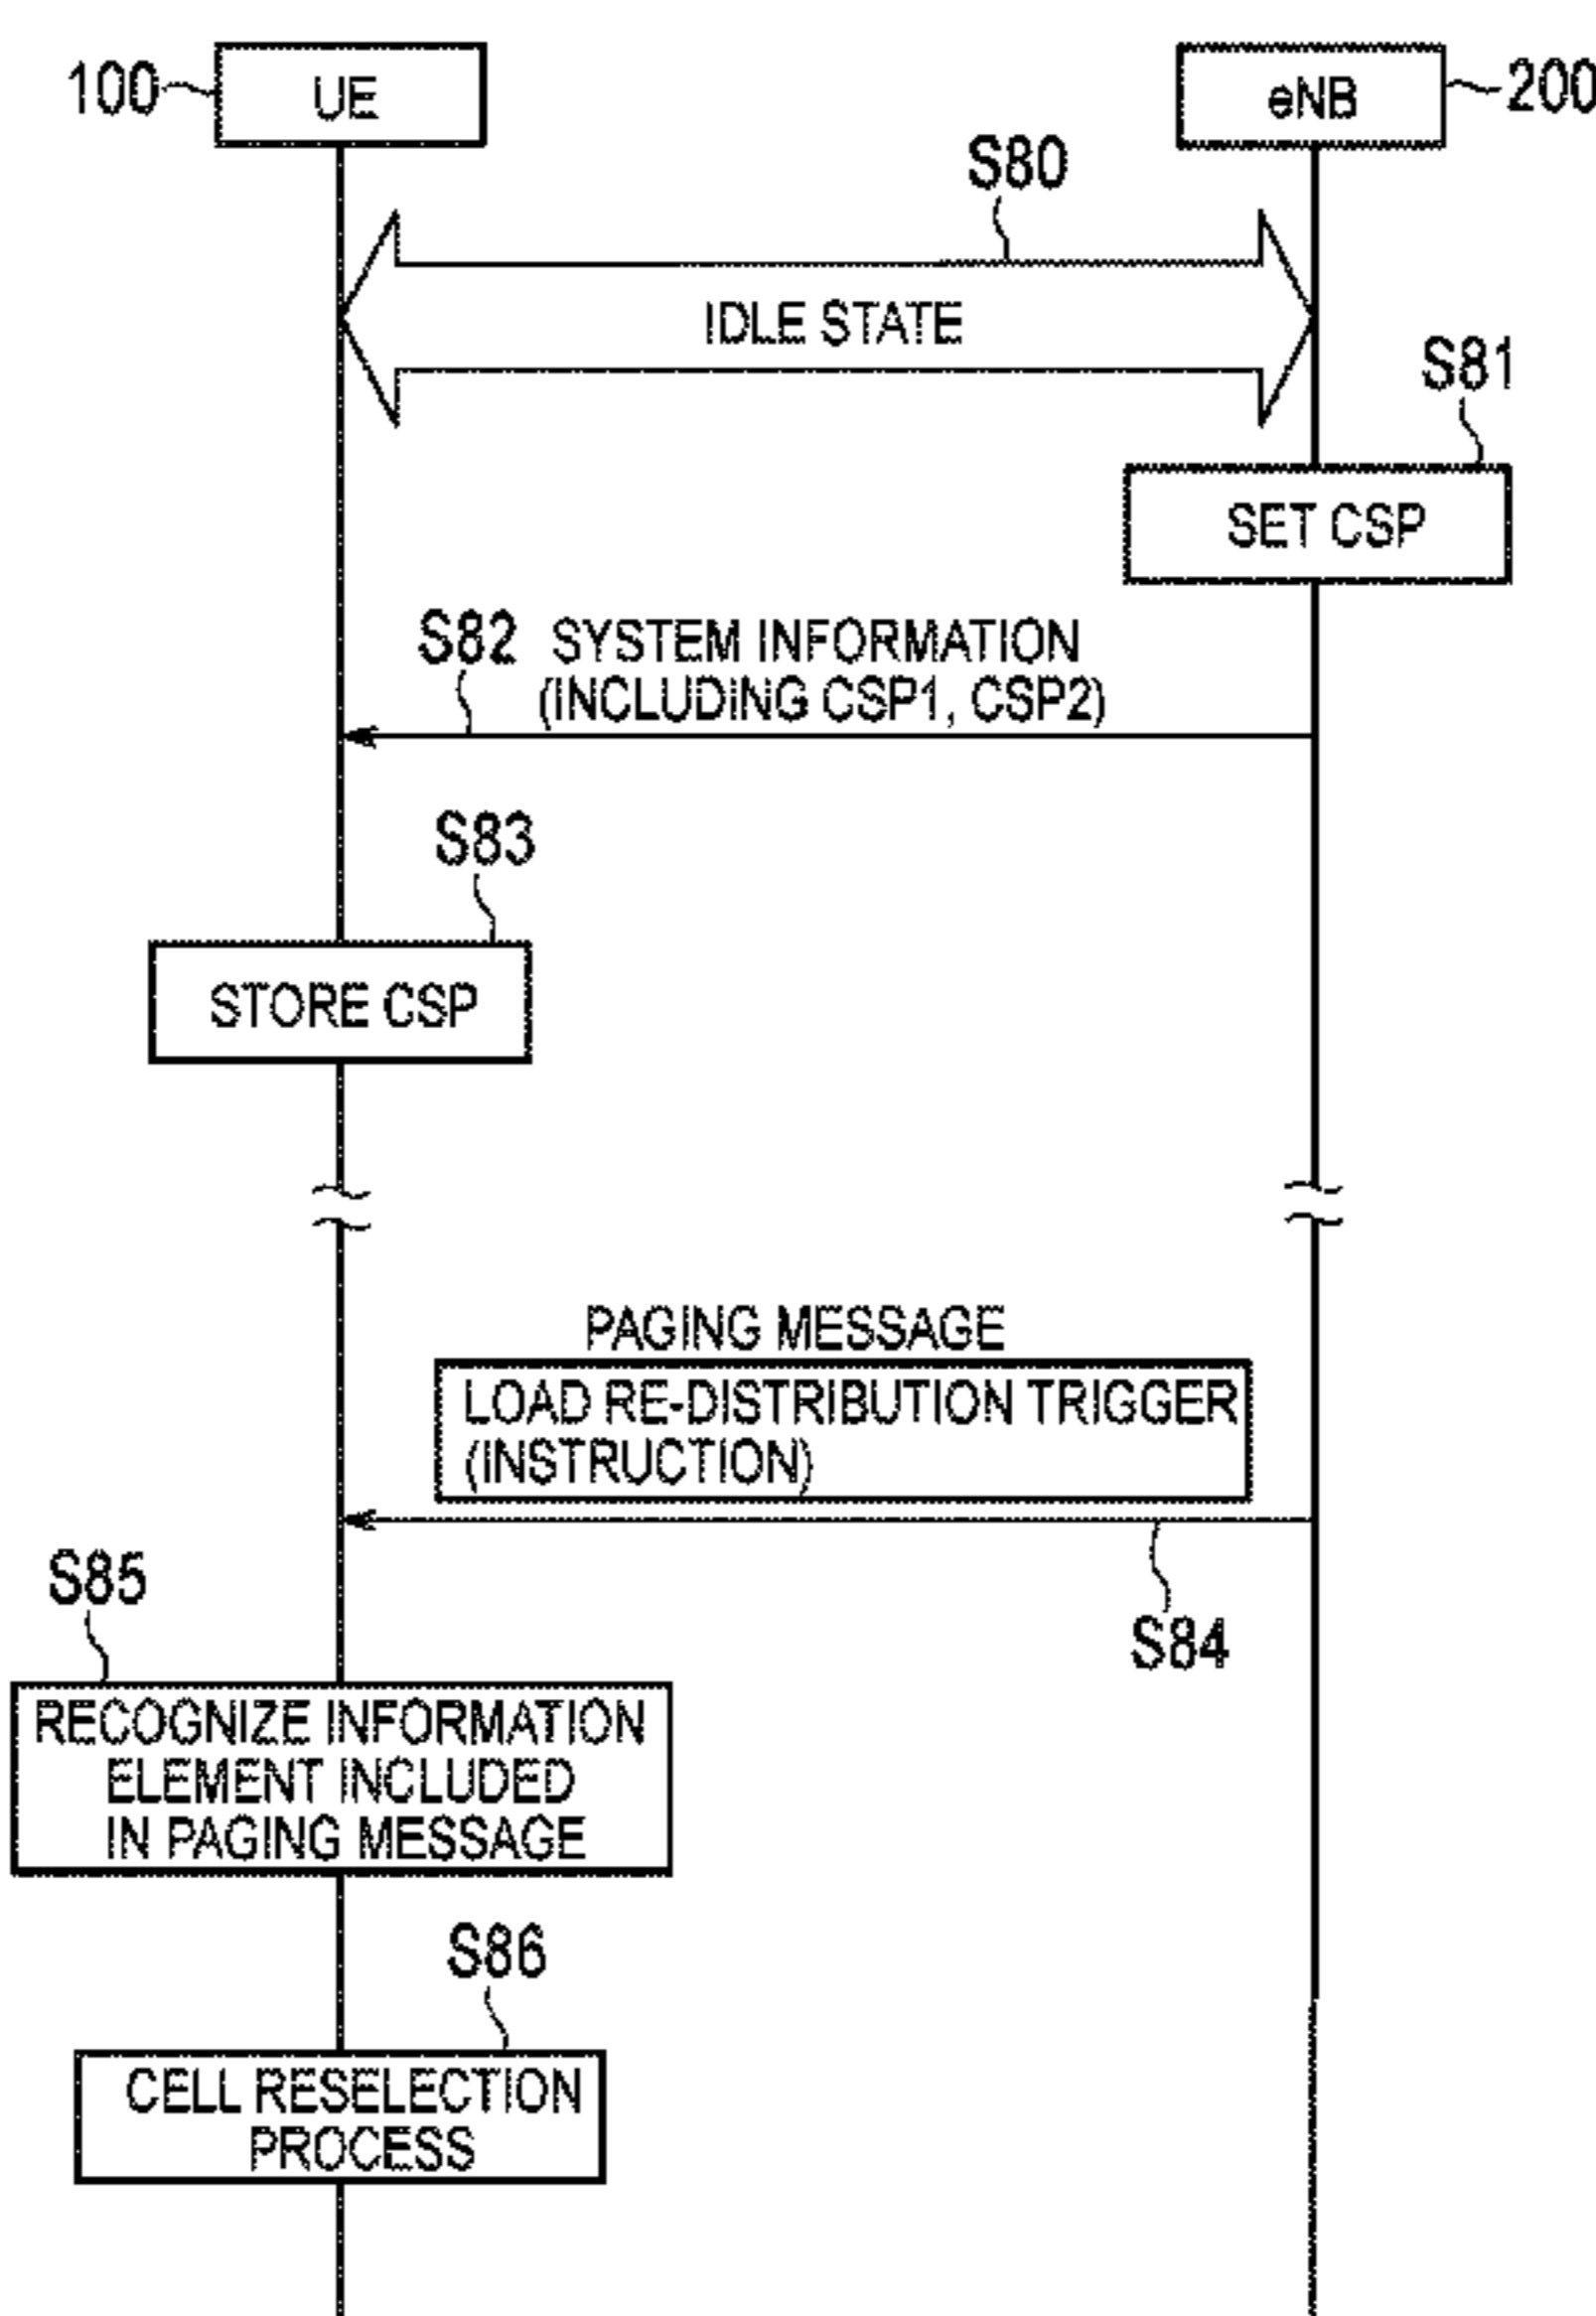 100
UE
eNB
200
S80
IDLE STATE
S81
SET CSP
S82
SYSTEM INFORMATION
(INCLUDING CSP1, CSP2)
S83
STORE CSP
PAGING MESSAGE
LOAD RE-DISTRIBUTION TRIGGER
(INSTRUCTION)
S84
S85
RECOGNIZE INFORMATION
ELEMENT INCLUDED
IN PAGING MESSAGE
S86
CELL RESELECTION
PROCESS